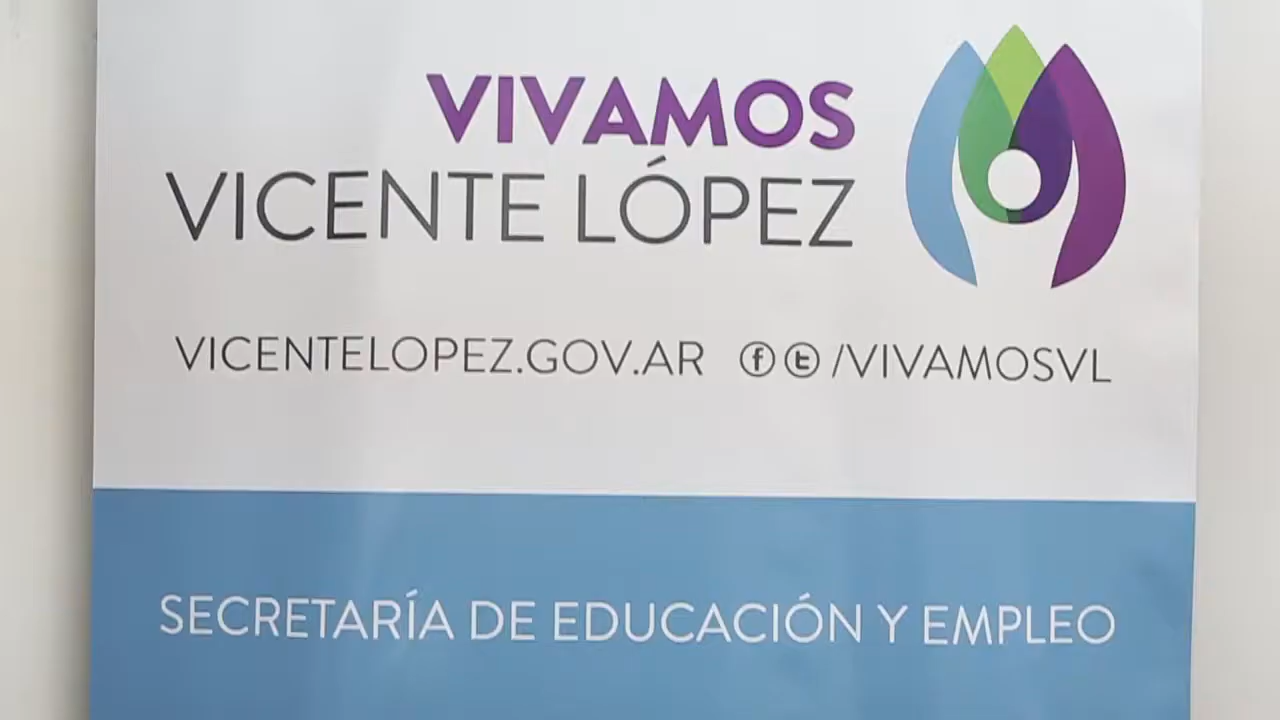 VIVAMOS
VICENTE LÓPEZ
VICENTELOPEZ.GOV.AR f t /VIVAMOSVL
SECRETARÍA DE EDUCACIÓN Y EMPLEO